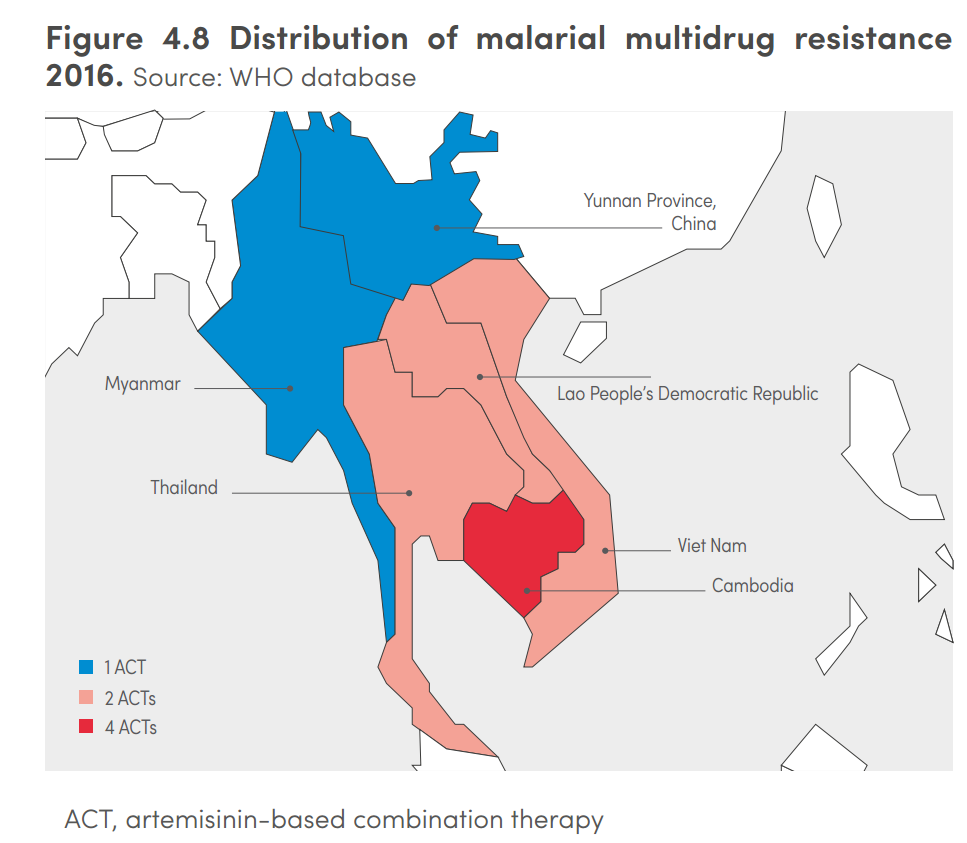 Figure 4.8 Distribution of malarial multidrug resistance
2016. Source: WHO database
Yunnan Province,
China
Myanmar
Lao People's Democratic Republic
Thailand
Viet Nam
Cambodia
1 ACT
2 ACTs
4 ACTs
ACT, artemisinin-based combination therapy